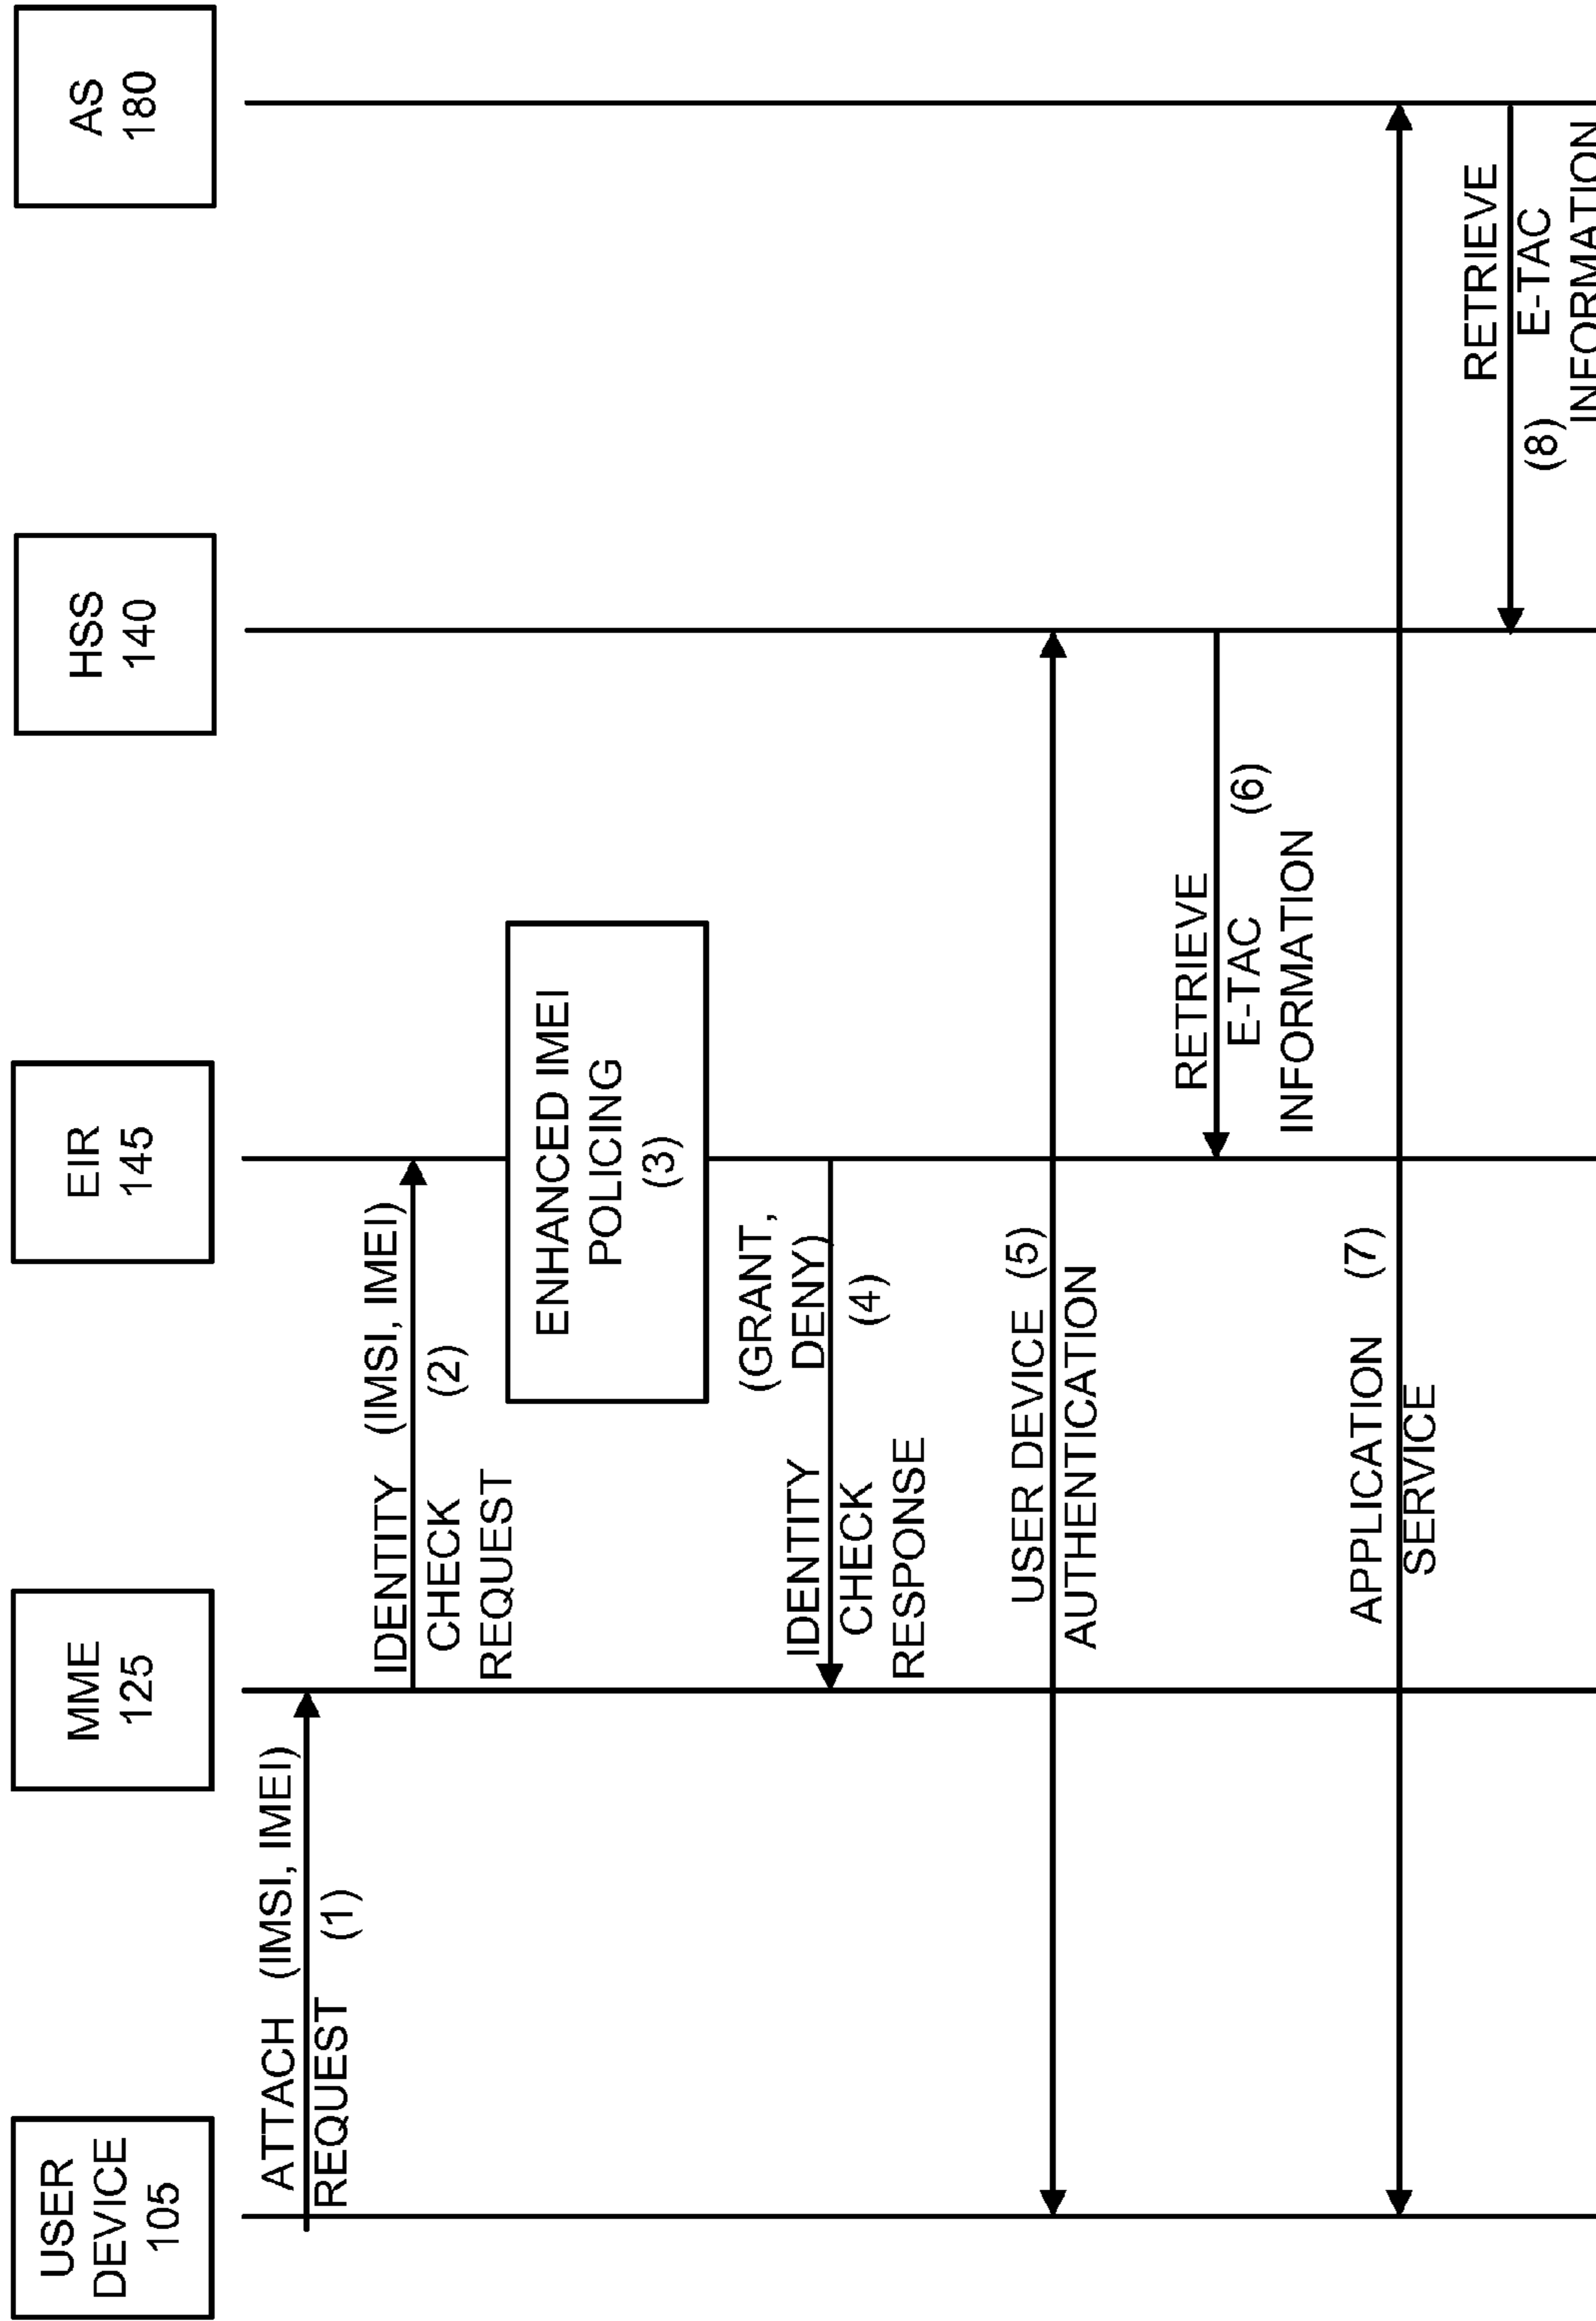 USER
DEVICE
105
MME
125
EIR
145
HSS
140
AS
180
ATTACH (IMSI, IMEI)
REQUEST (1)
IDENTITY (IMSI, IMEI)
CHECK (2)
REQUEST
ENHANCED IMEI
POLICING
(3)
(GRANT,
IDENTITY DENY)
CHECK (4)
RESPONSE
USER DEVICE (5)
AUTHENTICATION
RETRIEVE
E-TAC (6)
INFORMATION
APPLICATION (7)
SERVICE
RETRIEVE
(8) E-TAC
INFORMATION